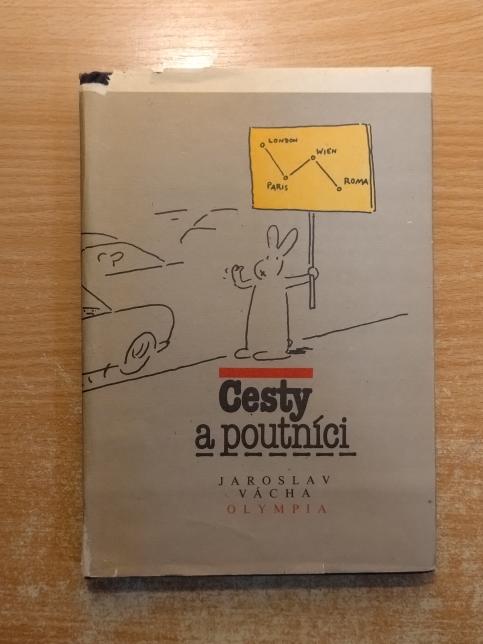 LONDON
WIEN
PARIS
ROMA
Cesty
a poutníci
JAROSLAV
VÁCHA
OLYMPIA